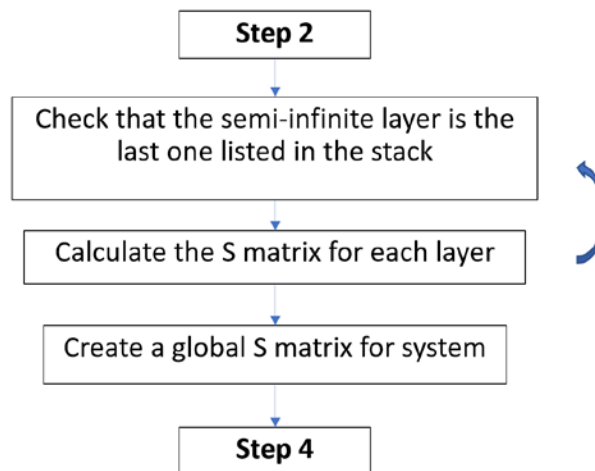 Step 2
Check that the semi-infinite layer is the
last one listed in the stack
Calculate the S matrix for each layer
Create a global S matrix for system
Step 4